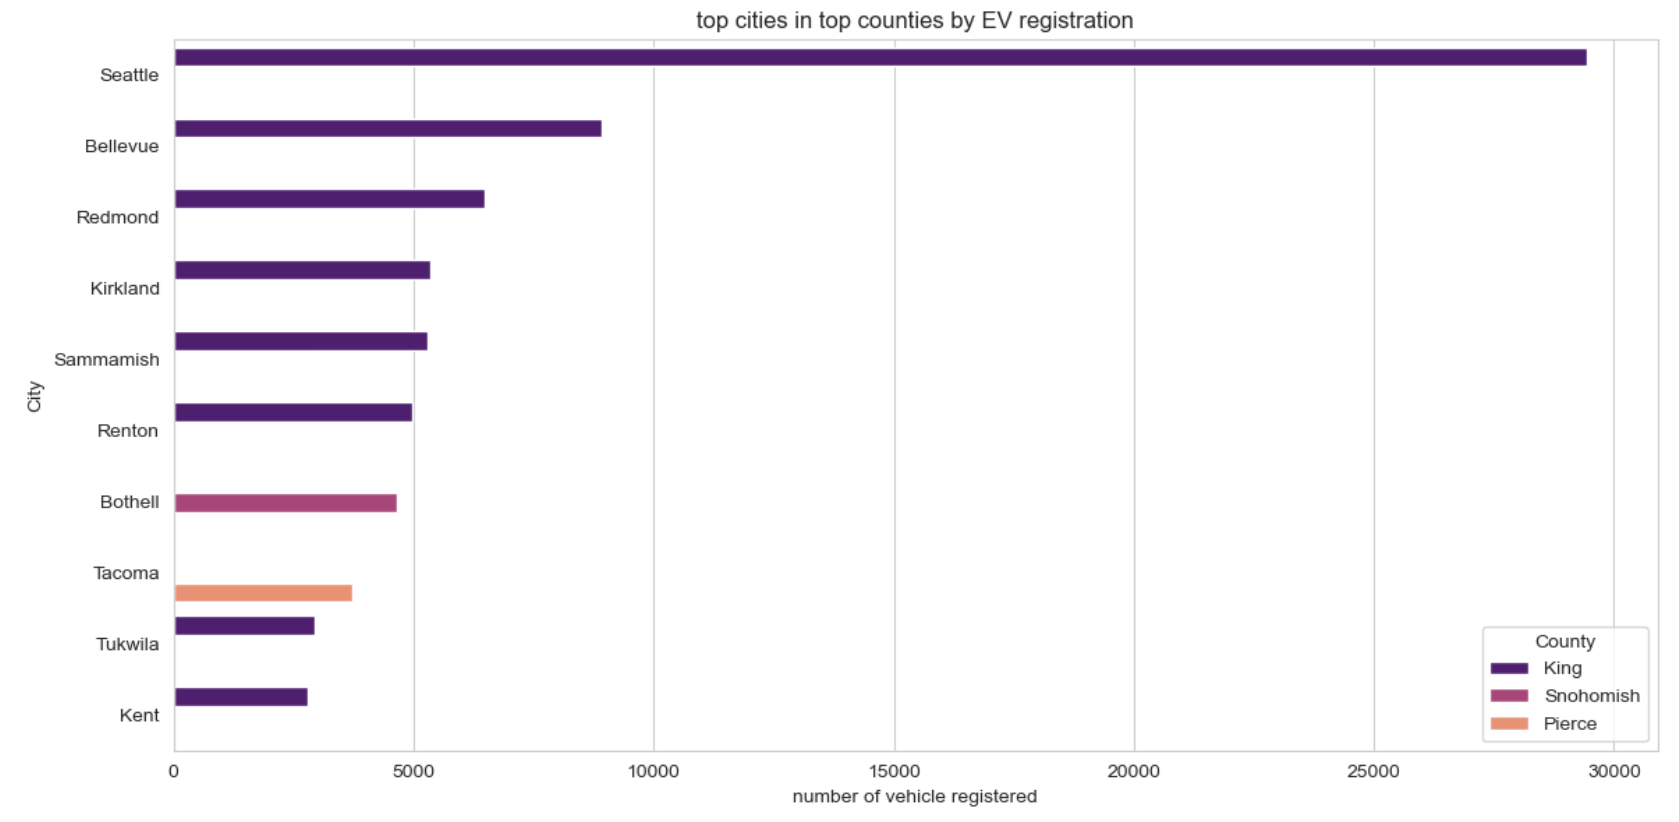 top cities in top counties by EV registration
Seattle
Bellevue
Redmond
Kirkland
Sammamish
Renton
Bothell
Tacoma
Tukwila
Kent
City
0 5000 10000 15000 20000 25000 30000
number of vehicle registered
County
King
Snohomish
Pierce